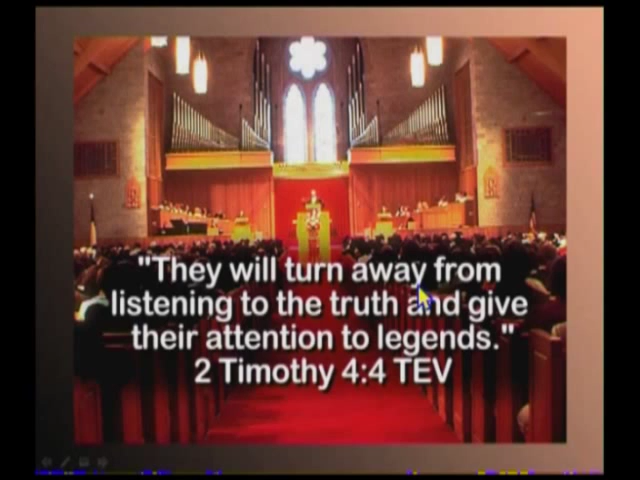 "They will turn away from
listening to the truth and give
their attention to legends."
2 Timothy 4:4 TEV